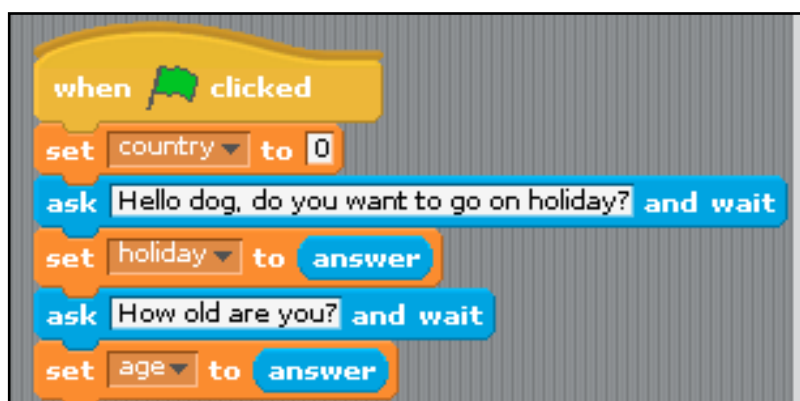 when clicked
set country to 0
ask Hello dog, do you want to go on holiday? and wait
set holiday to answer
ask How old are you? and wait
set age to answer